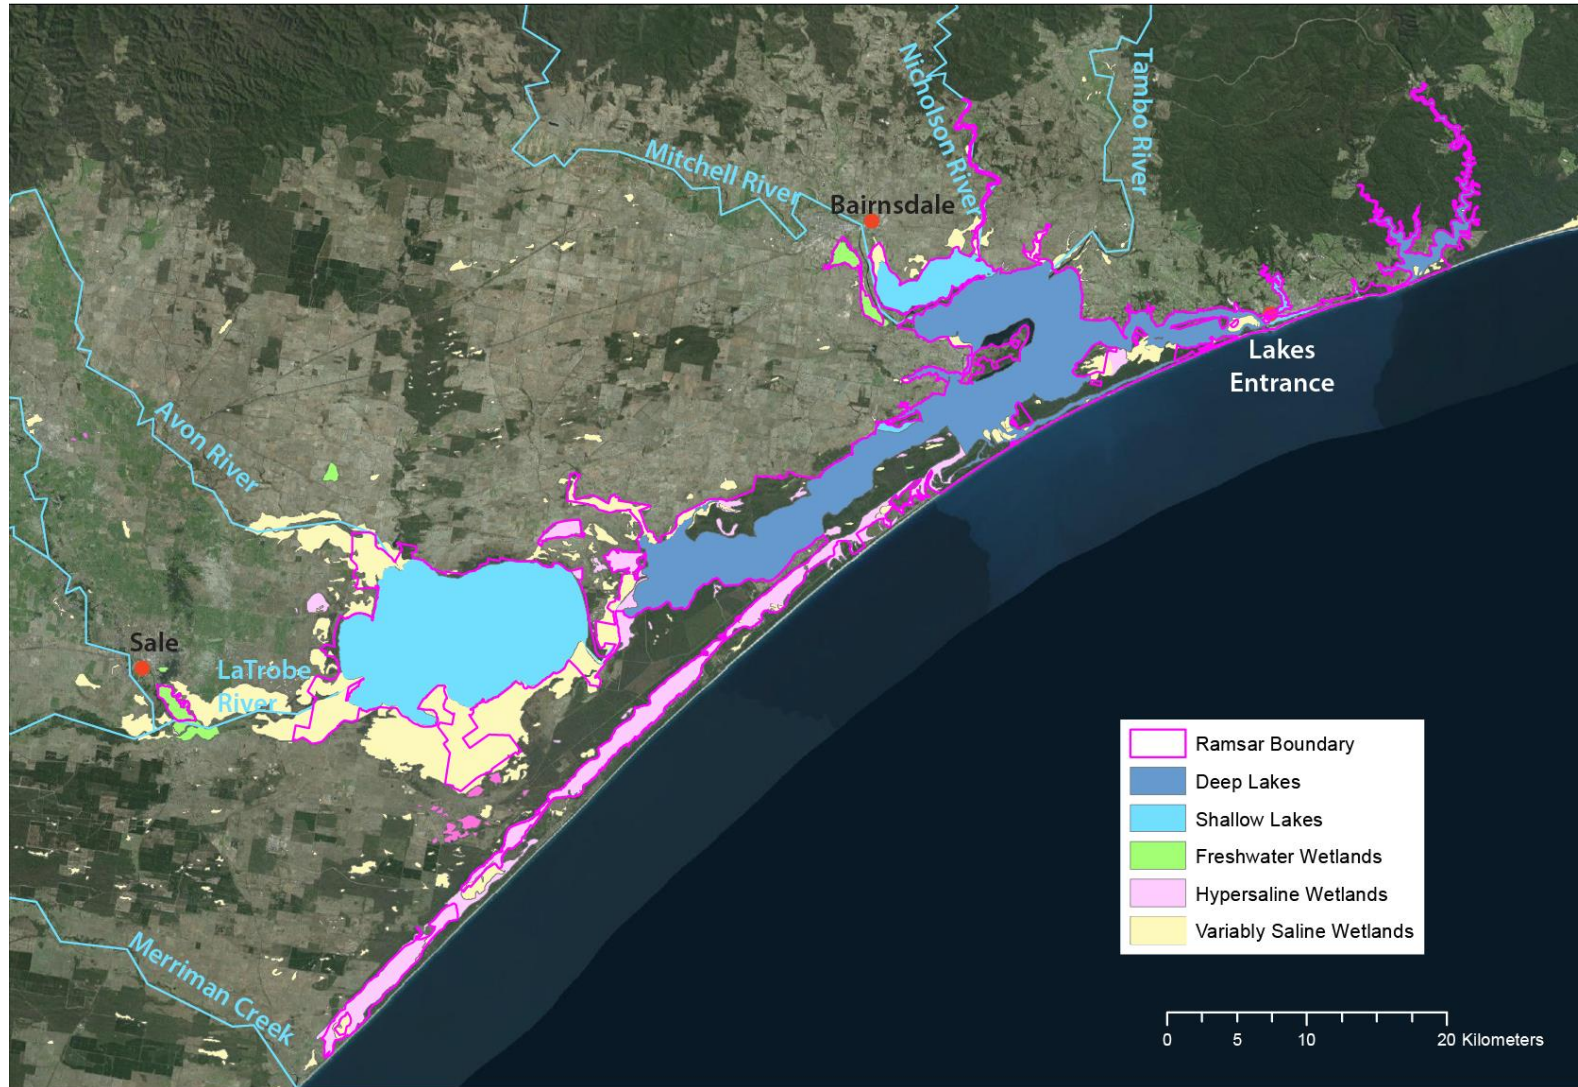 Nicholson River
Tambo River
Mitchell River
Bairnsdale
Lakes
Entrance
Avon River
Sale
LaTrobe
River
Merriman Creek
Ramsar Boundary
Deep Lakes
Shallow Lakes
Freshwater Wetlands
Hypersaline Wetlands
Variably Saline Wetlands
0 5 10 20 Kilometers